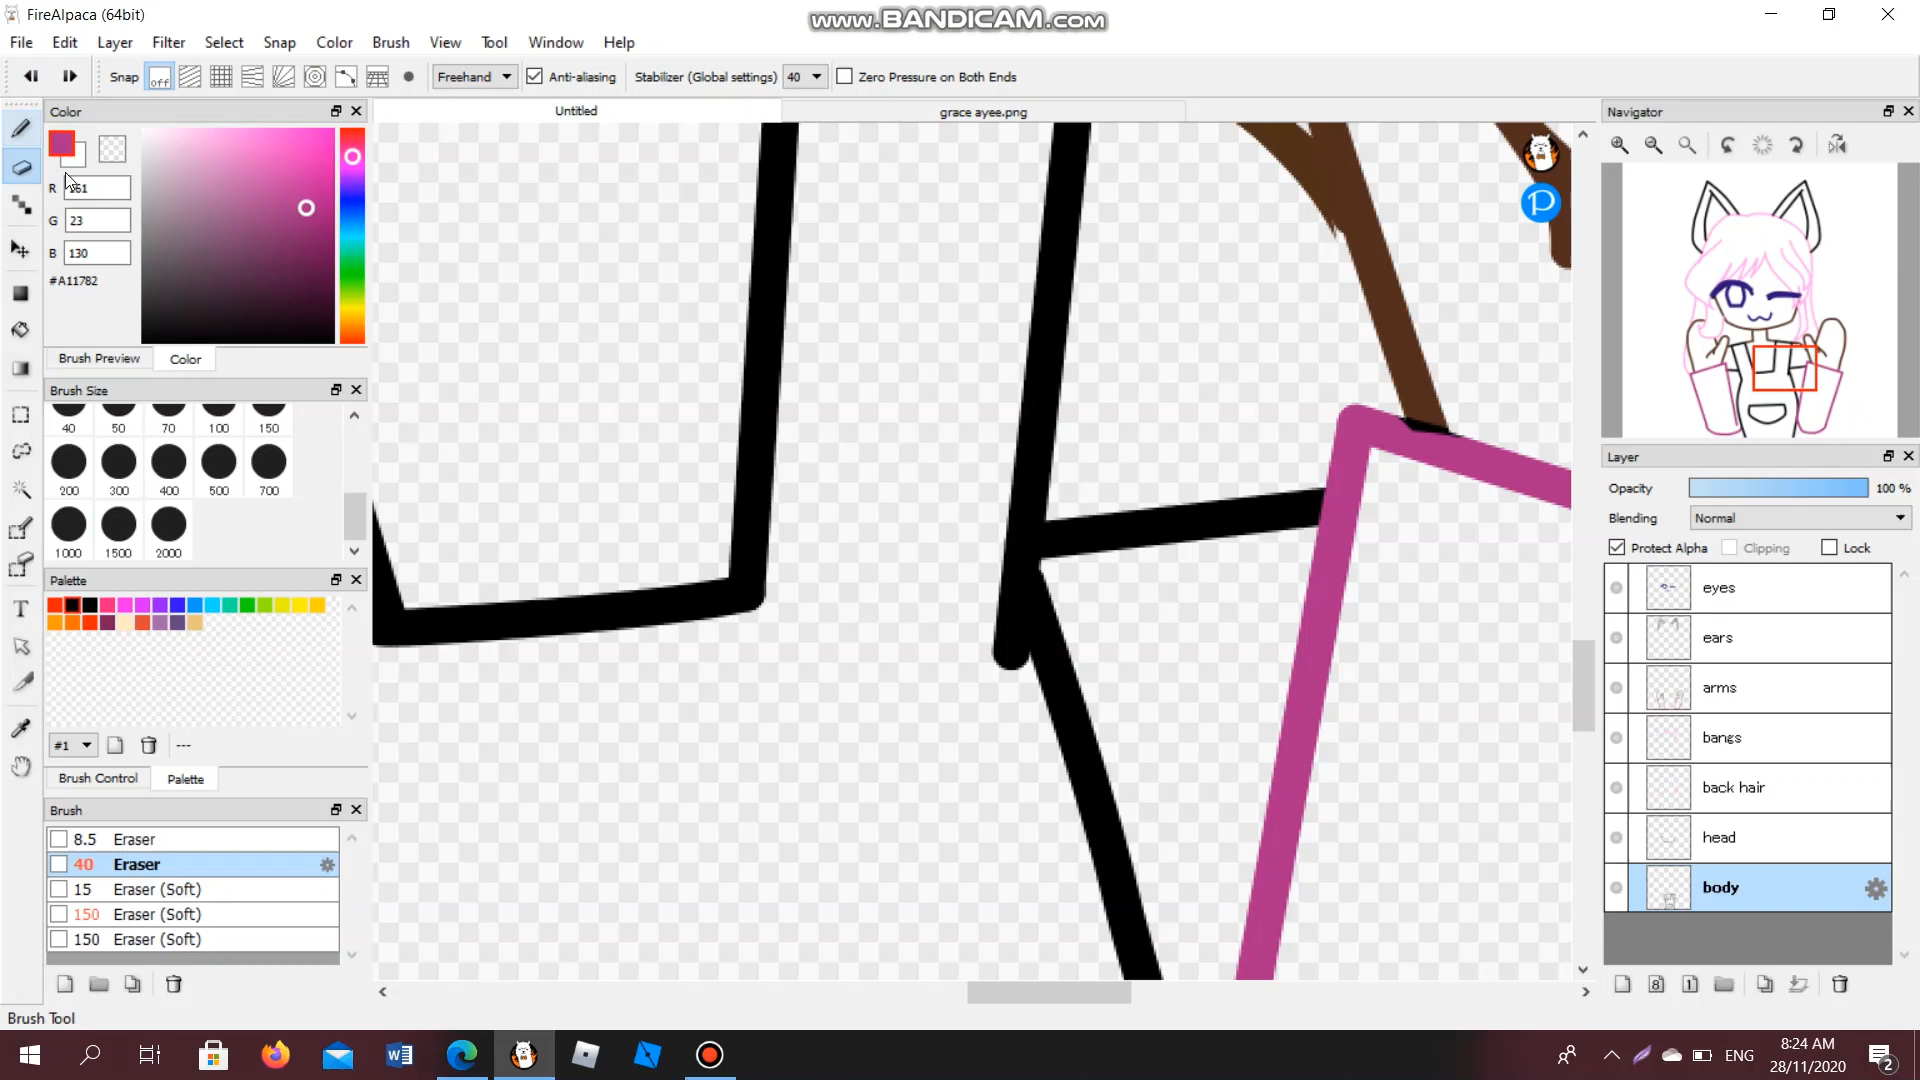 FireAlpaca (64bit)
www.BANDICAM.com
File Edit Layer Filter Select Snap Color Brush View Tool Window Help
Snap off Freehand Anti-aliasing Stabilizer (Global settings) 40 Zero Pressure on Both Ends
Color
Untitled
grace ayee.png
Navigator
R 161
G 23
B 130
#A11782
Brush Preview Color
Brush Size
40 50 70 100 150
200 300 400 500 700
1000 1500 2000
Palette
#1 ---
Brush Control Palette
Brush
8.5 Eraser
40 Eraser
15 Eraser (Soft)
150 Eraser (Soft)
150 Eraser (Soft)
Brush Tool
Layer
Opacity 100 %
Blending Normal
Protect Alpha Clipping Lock
eyes
ears
arms
bangs
back hair
head
body
8 1
T
P
W
ENG
8:24 AM
28/11/2020
2